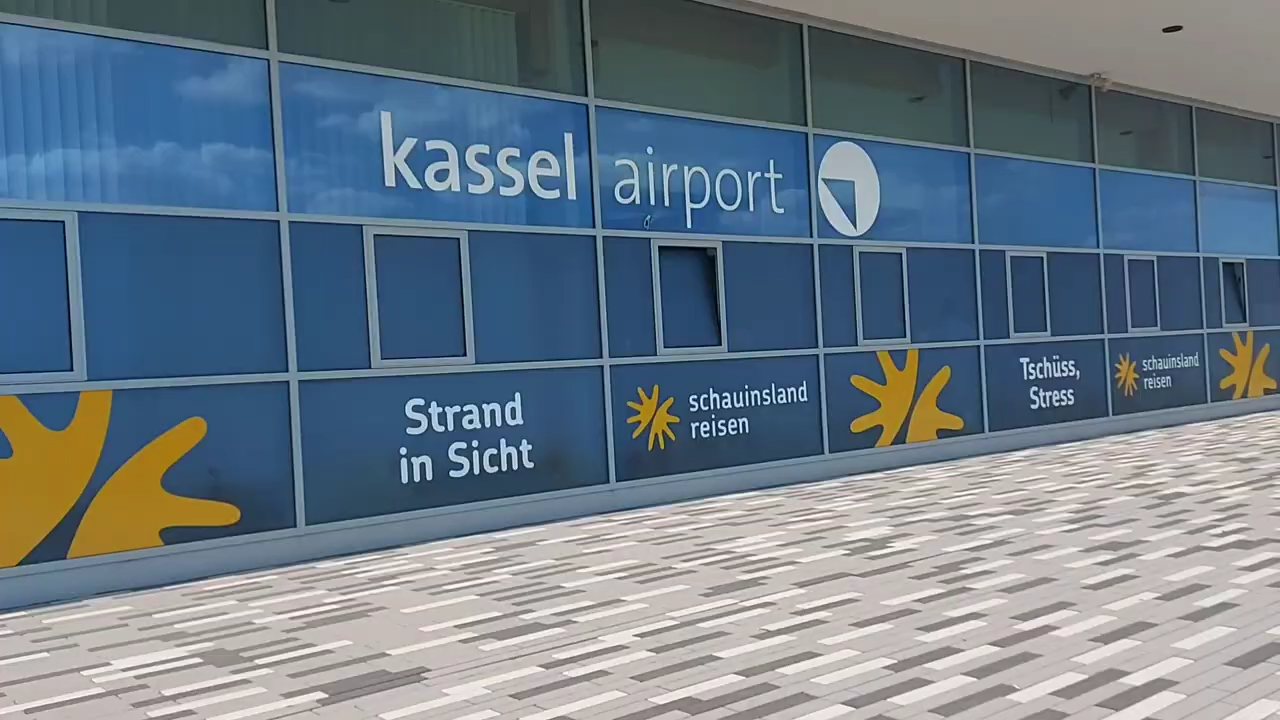 kassel airport
Strand
in Sicht
schauinsland
reisen
Tschüss,
Stress
schauinsland
reisen